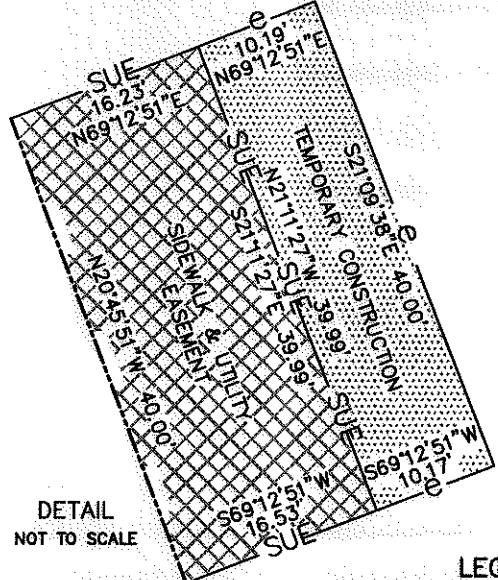 e
10.19'
N69°12'51"E
SUE
16.23'
N69°12'51"E
SUE
N21°11'27"W 39.99'
S21°11'27"E 39.99'
SUE
SUE
TEMPORARY CONSTRUCTION
S21°09'38"E 40.00'
e
SIDEWALK & UTILITY
EASEMENT
N20°45'51"W 40.00'
S69°12'51"W
10.17'
e
S69°12'51"W
16.53'
SUE
DETAIL
NOT TO SCALE
LEG